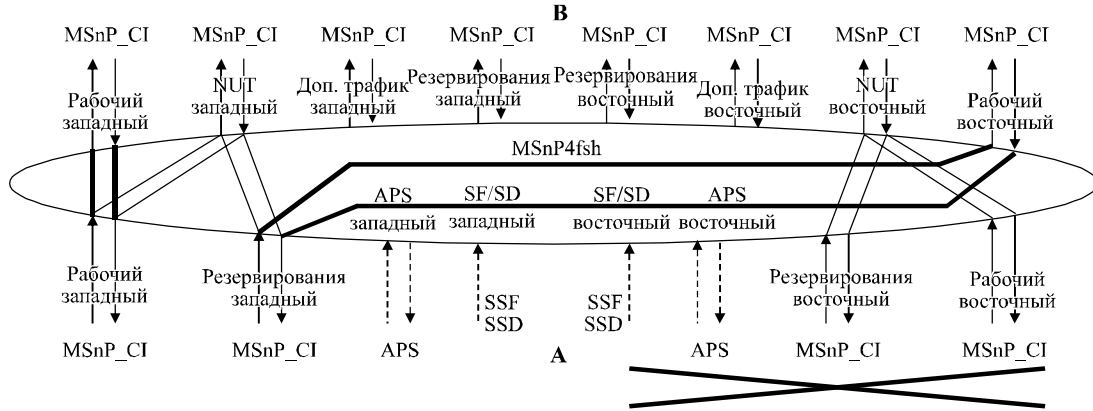 B
MSnP_CI MSnP_CI MSnP_CI MSnP_CI MSnP_CI MSnP_CI MSnP_CI MSnP_CI
Рабочий западный
NUT западный
Доп. трафик западный
Резервирования западный
Резервирования восточный
Доп. трафик восточный
NUT восточный
Рабочий восточный
MSnP4fsh
APS западный
SF/SD западный
SF/SD восточный
APS восточный
Рабочий западный
Резервирования западный
SSF
SSD
SSF
SSD
Резервирования восточный
Рабочий восточный
MSnP_CI MSnP_CI APS A APS MSnP_CI MSnP_CI